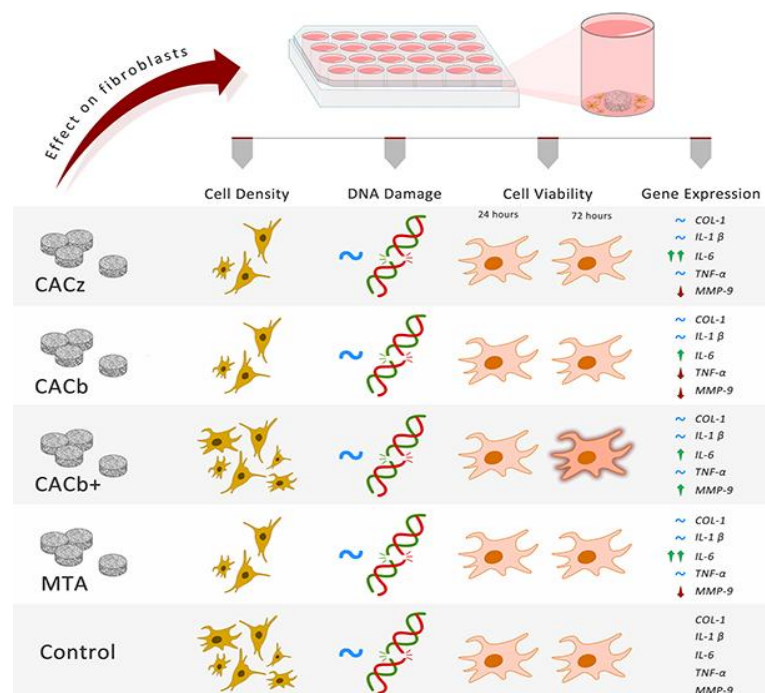 Effect on fibroblasts
Cell Density
DNA Damage
Cell Viability
Gene Expression
24 hours
72 hours
CACz
~
~ COL-1
~ IL-1 β
↑↑ IL-6
~ TNF-α
↓ MMP-9
CACb
~
~ COL-1
~ IL-1 β
↑ IL-6
↓ TNF-α
↓ MMP-9
CACb+
~
~ COL-1
~ IL-1 β
↑ IL-6
~ TNF-α
↑ MMP-9
MTA
~
~ COL-1
~ IL-1 β
↑↑ IL-6
~ TNF-α
↓ MMP-9
Control
~
COL-1
IL-1 β
IL-6
TNF-α
MMP-9